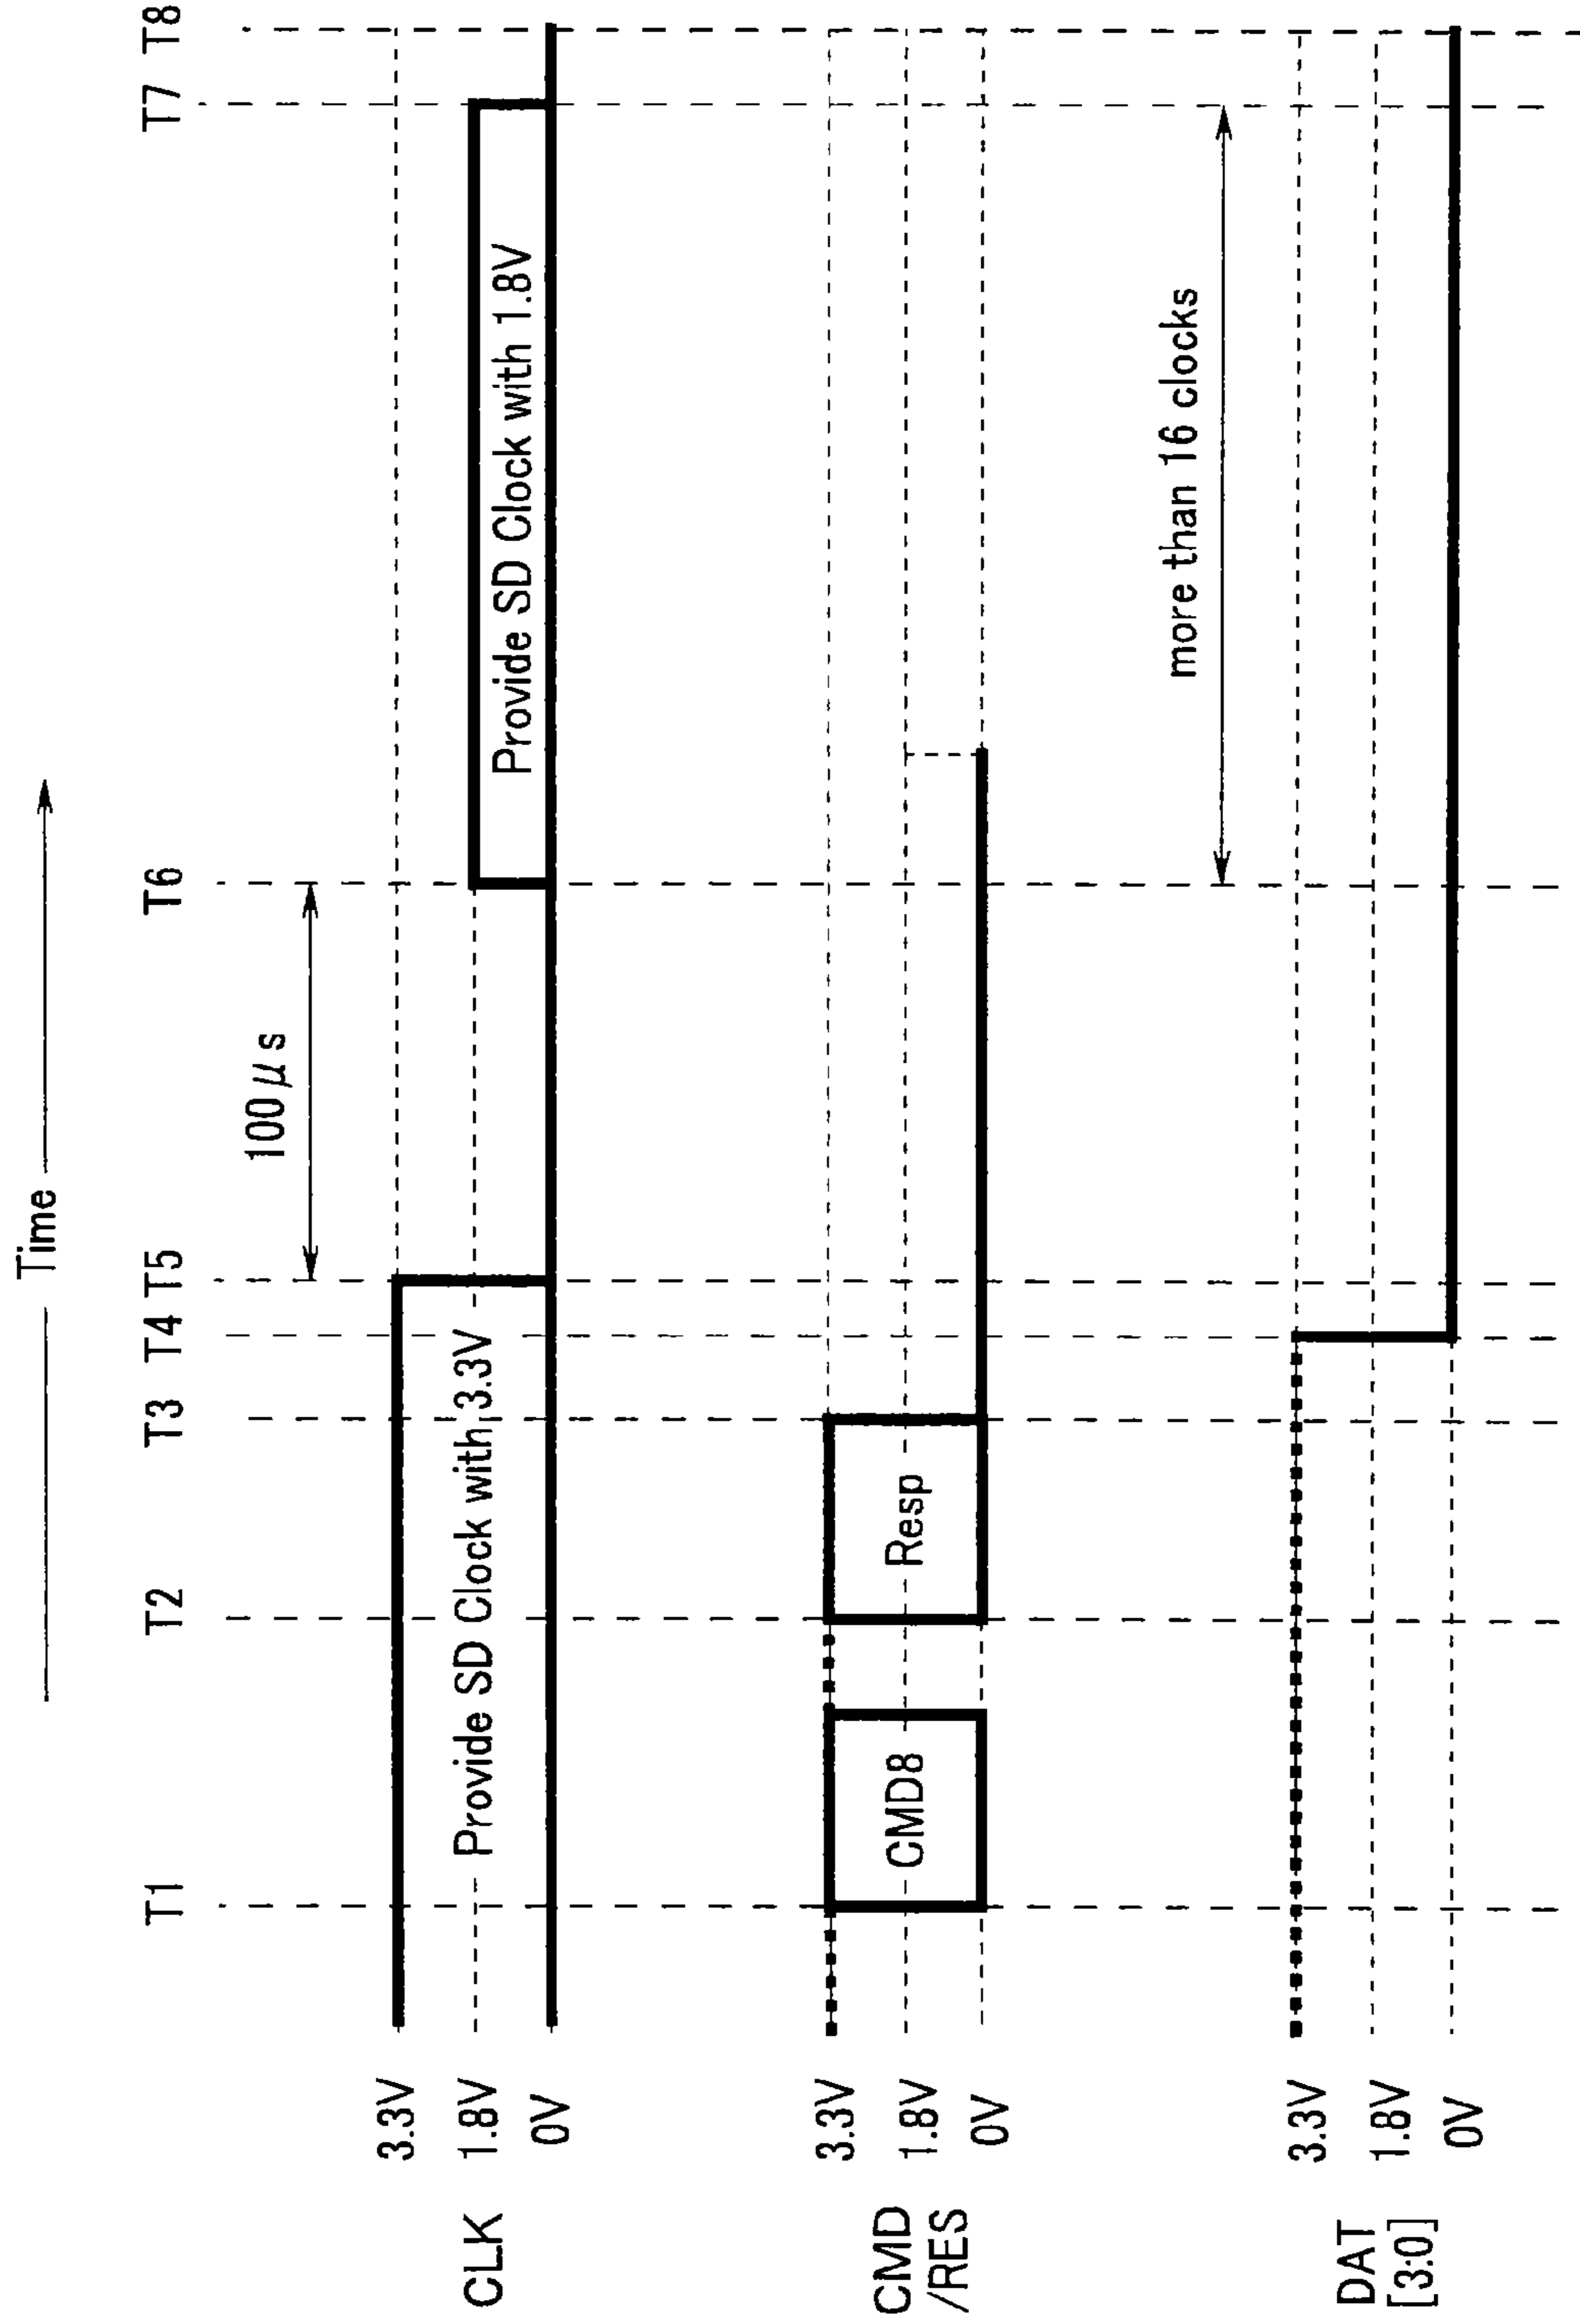 Time
T1 T2 T3 T4 T5 T6 T7 T8
100μs
CLK
3.3V
1.8V
0V
Provide SD Clock with 3.3V
Provide SD Clock with 1.8V
CMD
/RES
3.3V
1.8V
0V
CMD8
Resp
more than 16 clocks
DAT
[3:0]
3.3V
1.8V
0V